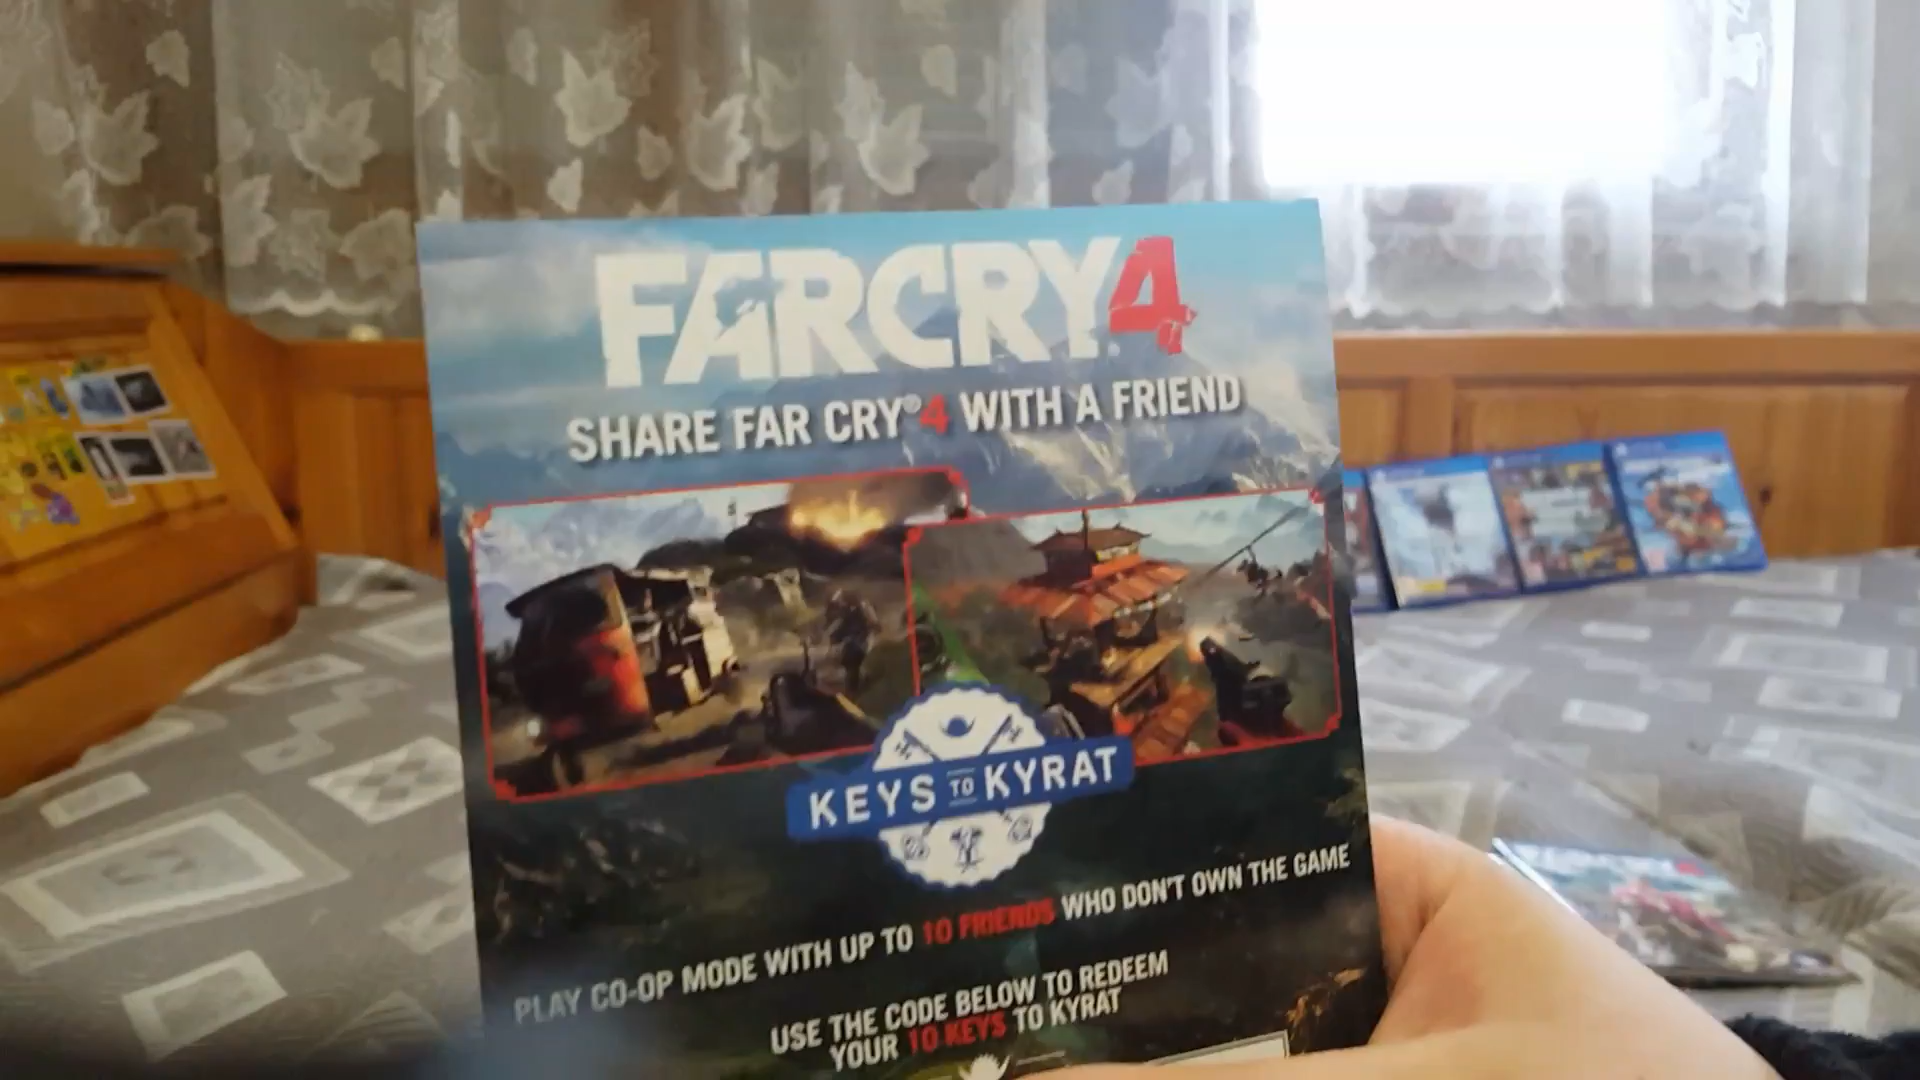 FARCRY4
SHARE FAR CRY®4 WITH A FRIEND
KEYS TO KYRAT
PLAY CO-OP MODE WITH UP TO 10 FRIENDS WHO DON'T OWN THE GAME
USE THE CODE BELOW TO REDEEM
YOUR 10 KEYS TO KYRAT